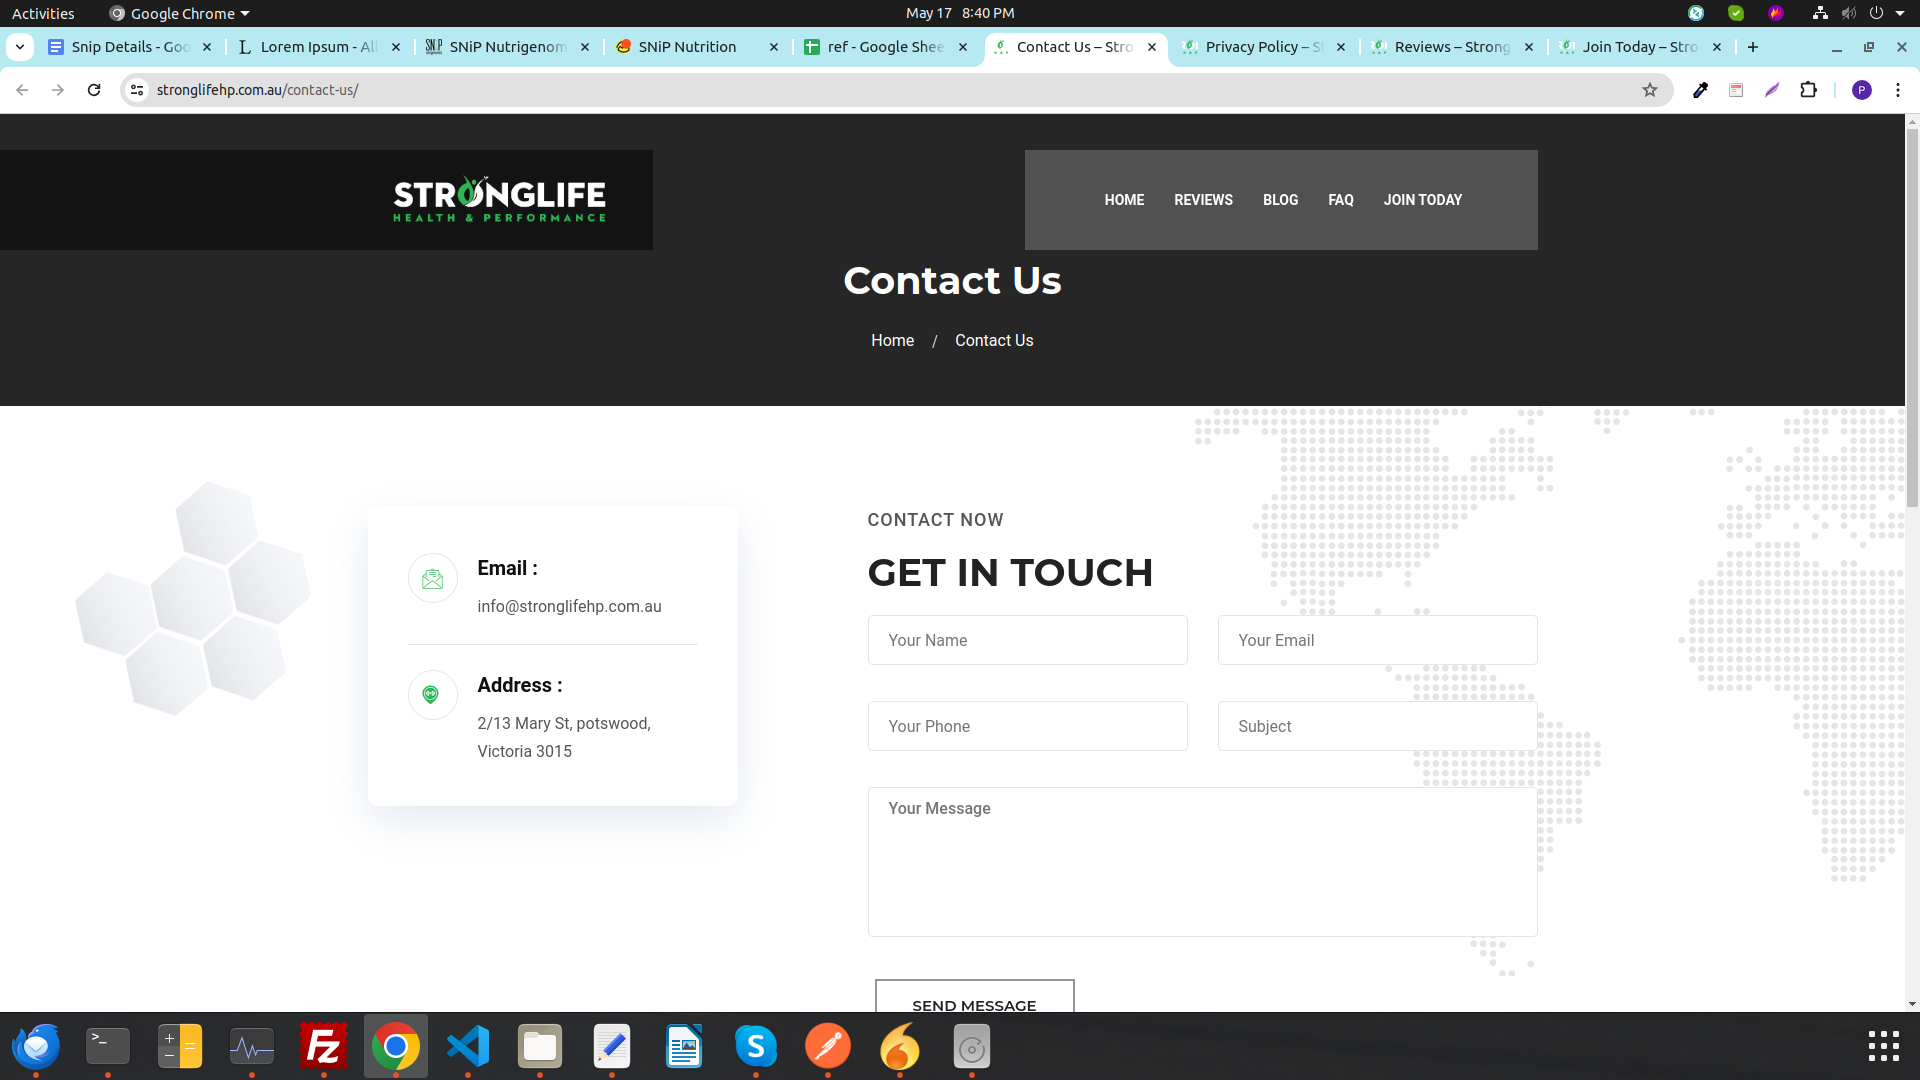 Activities
Google Chrome
May 17 8:40 PM
Snip Details - Goo
Lorem Ipsum - All
SNiP Nutrigenom
SNiP Nutrition
ref - Google Shee
Contact Us – Stro
Privacy Policy – S
Reviews – Strong
Join Today – Stro
stronglifehp.com.au/contact-us/
P
STRONGLIFE
HEALTH & PERFORMANCE
HOME
REVIEWS
BLOG
FAQ
JOIN TODAY
Contact Us
Home / Contact Us
Email :
info@stronglifehp.com.au
Address :
2/13 Mary St, potswood,
Victoria 3015
CONTACT NOW
GET IN TOUCH
Your Name
Your Email
Your Phone
Subject
Your Message
SEND MESSAGE